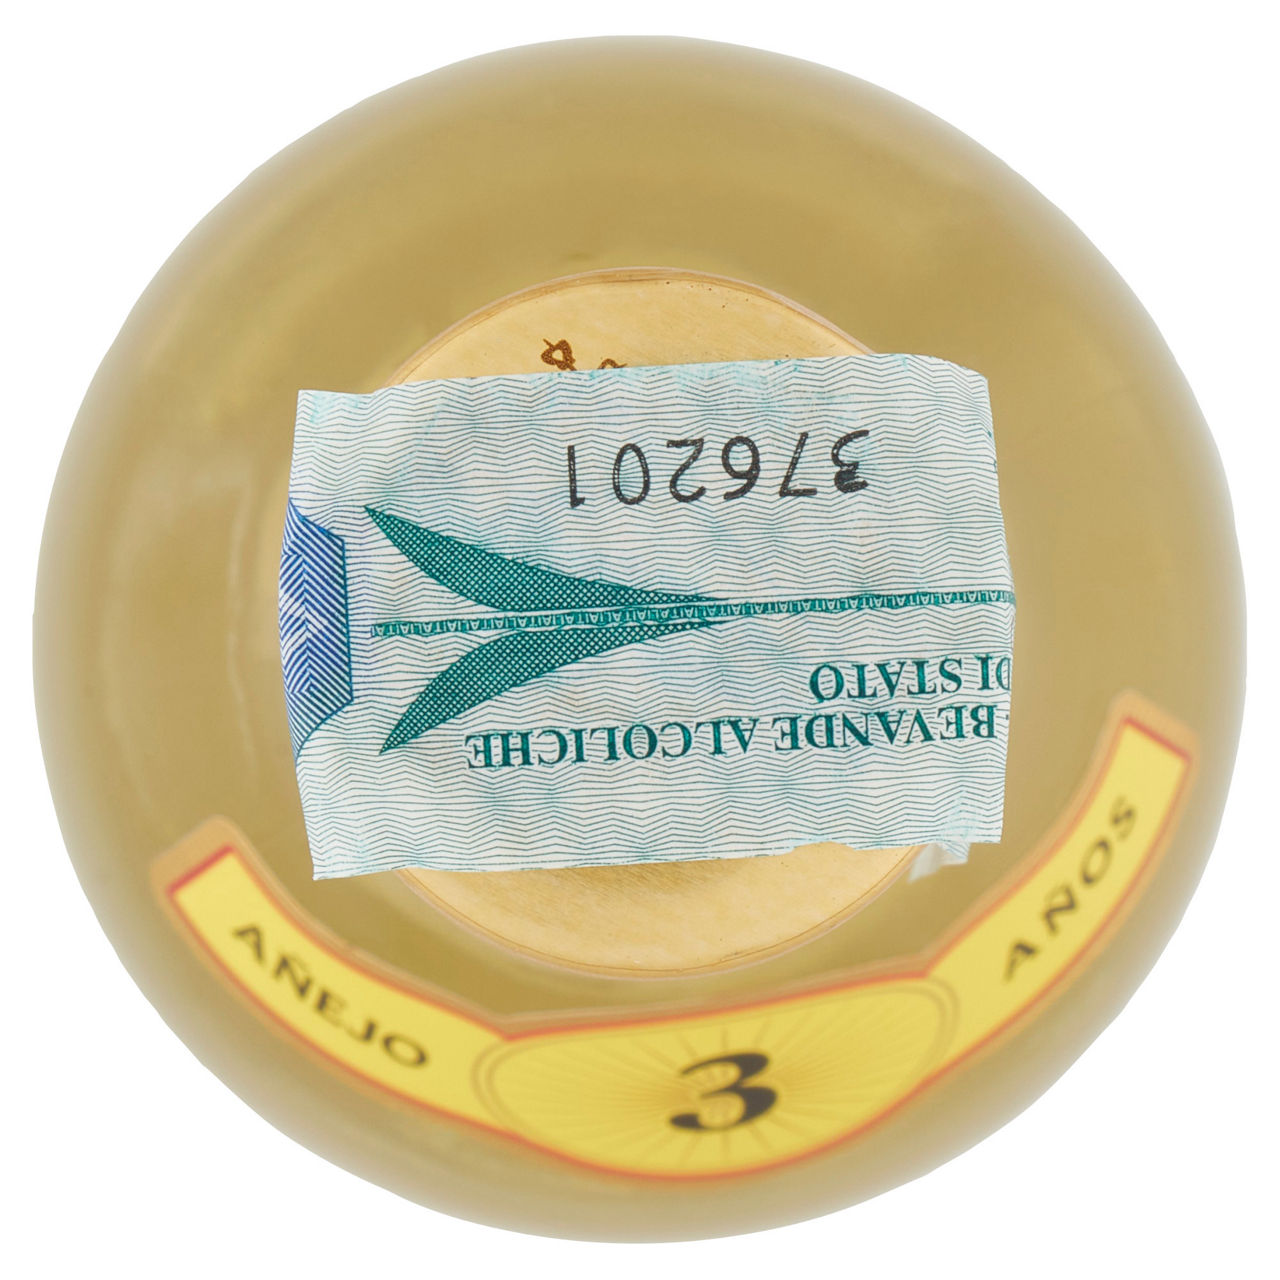 BEVANDE ALCOLICHE
DI STATO
376201
AÑEJO 3 AÑOS